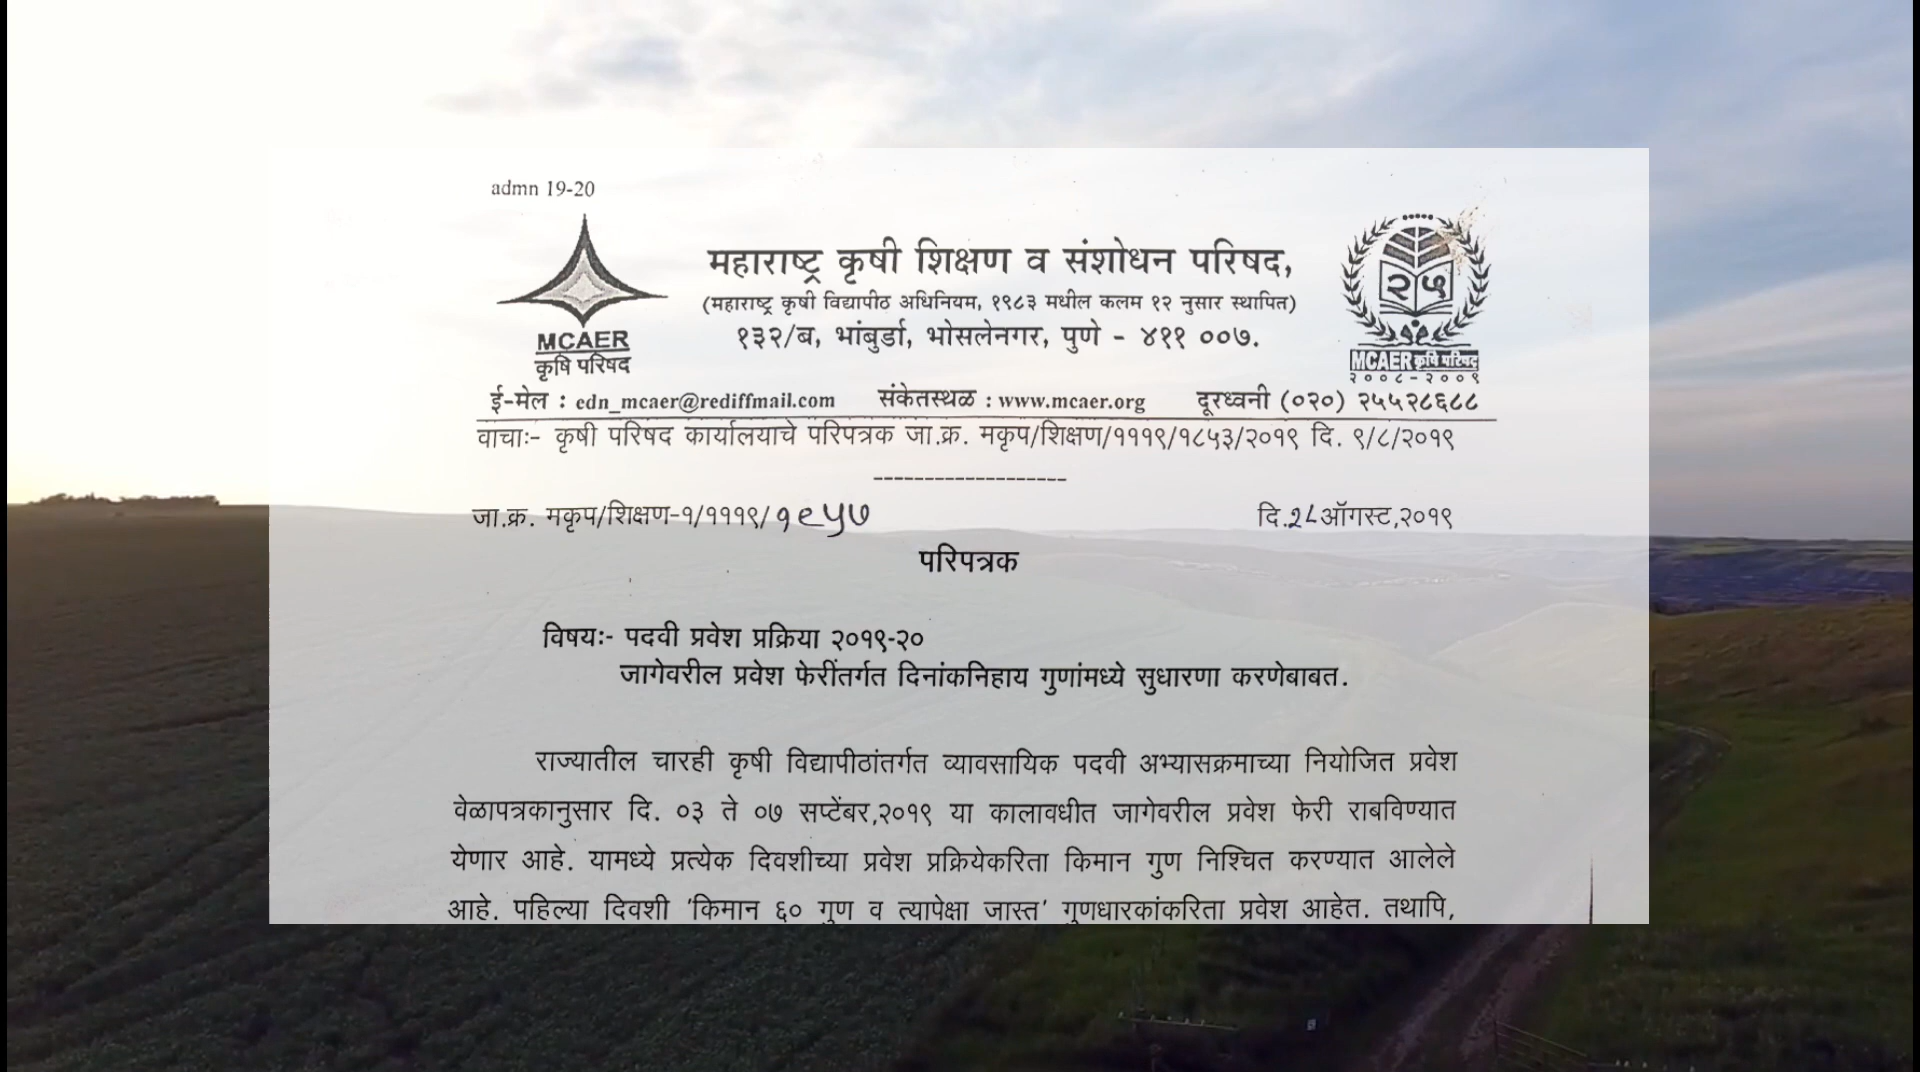 admn 19-20
महाराष्ट्र कृषी शिक्षण व संशोधन परिषद,
(महाराष्ट्र कृषी विद्यापीठ अधिनियम, १९८३ मधील कलम १२ नुसार स्थापित)
१३२/ब, भांबुर्डा, भोसलेनगर, पुणे - ४११ ००७.
MCAER
कृषि परिषद
२५
MCAER कृषि परिषद
२००८-२००९
ई-मेल : edn_mcaer@rediffmail.com संकेतस्थळ : www.mcaer.org दूरध्वनी (०२०) २५५२८६८८
वाचाः- कृषी परिषद कार्यालयाचे परिपत्रक जा.क्र. मकृप/शिक्षण/१११९/१८५३/२०१९ दि. ९/८/२०१९
जा.क्र. मकृप/शिक्षण-१/१११९/१९५७ दि.२८ऑगस्ट,२०१९
परिपत्रक
विषयः- पदवी प्रवेश प्रक्रिया २०१९-२०
जागेवरील प्रवेश फेरींतर्गत दिनांकनिहाय गुणांमध्ये सुधारणा करणेबाबत.
राज्यातील चारही कृषी विद्यापीठांतर्गत व्यावसायिक पदवी अभ्यासक्रमाच्या नियोजित प्रवेश
वेळापत्रकानुसार दि. ०३ ते ०७ सप्टेंबर,२०१९ या कालावधीत जागेवरील प्रवेश फेरी राबविण्यात
येणार आहे. यामध्ये प्रत्येक दिवशीच्या प्रवेश प्रक्रियेकरिता किमान गुण निश्चित करण्यात आलेले
आहे. पहिल्या दिवशी 'किमान ६० गुण व त्यापेक्षा जास्त' गुणधारकांकरिता प्रवेश आहेत. तथापि,